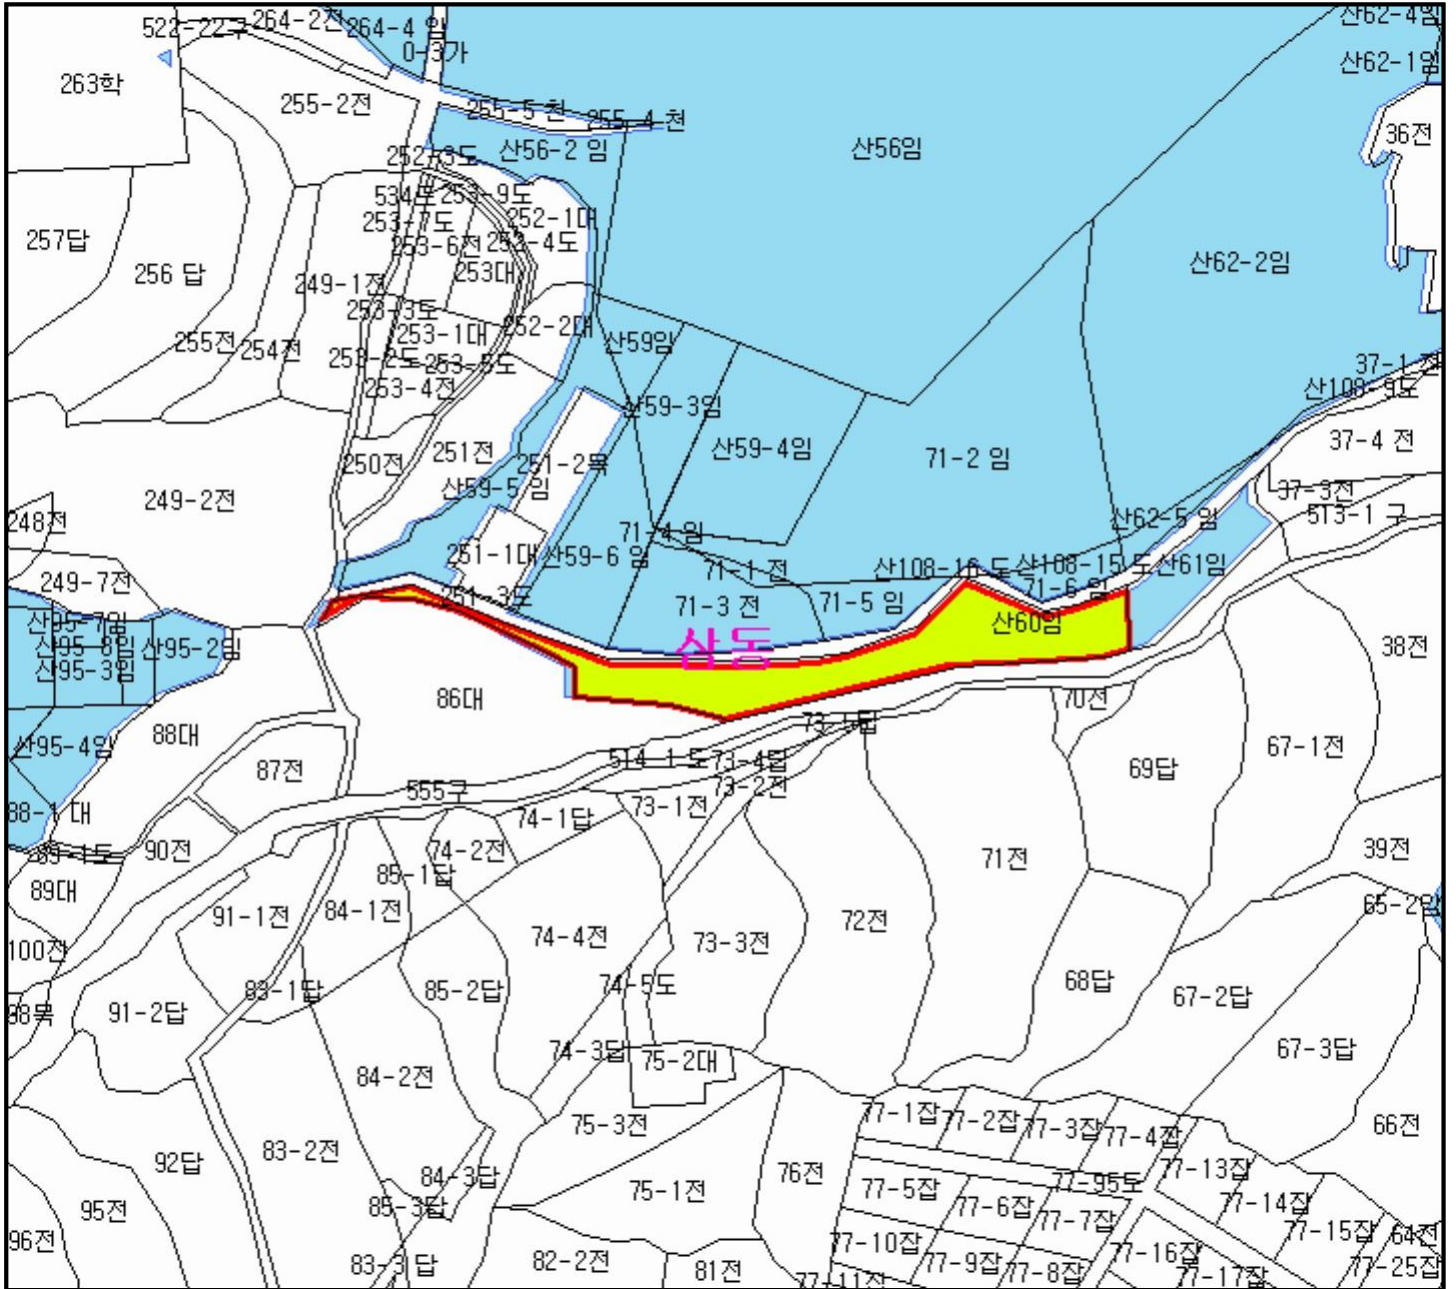 522-22구
264-2전
264-4 임
산62-4임
0-3가
산62-1임
263학
255-2전
255-5 천
255-4 천
36전
252-3도
산56-2 임
산56임
534도
253-9도
253-7도
252-1대
257답
253-6전
253-4도
256 답
253대
산62-2임
249-1전
253-3도
253-1대
252-2대
255전
254전
산59임
253-2도
253-5도
37-1 전
253-4전
산108-9도
산59-3임
37-4 전
251전
산59-4임
250전
251-2목
71-2 임
산59-5 임
249-2전
37-3전
513-1 구
248전
산62-5 임
71-4 임
251-1대
산59-6 임
71-1 전
산108-16 도
산108-15 도
산61임
249-7전
71-6 임
251-3도
71-3 전
71-5 임
산95-7임
산60임
산95-8임
산95-2임
삼동
38전
산95-3임
86대
70전
88대
산95-4임
73-1답
67-1전
87전
514-1 도
73-4답
69답
555구
73-2전
88-1 대
74-1답
73-1전
89-1도
90전
74-2전
71전
39전
85-1답
89대
65-2임
91-1전
84-1전
72전
100전
74-4전
73-3전
83-1답
85-2답
74-5도
68답
67-2답
98목
91-2답
74-3답
75-2대
67-3답
84-2전
75-3전
77-1잡
77-2잡
77-3잡
77-4잡
66전
83-2전
92답
77-13잡
84-3답
76전
77-95도
75-1전
77-5잡
85-3답
77-6잡
77-14잡
95전
77-7잡
77-15잡
64전
96전
77-10잡
77-16잡
83-3 답
82-2전
81전
77-9잡
77-8잡
77-17잡
77-25잡